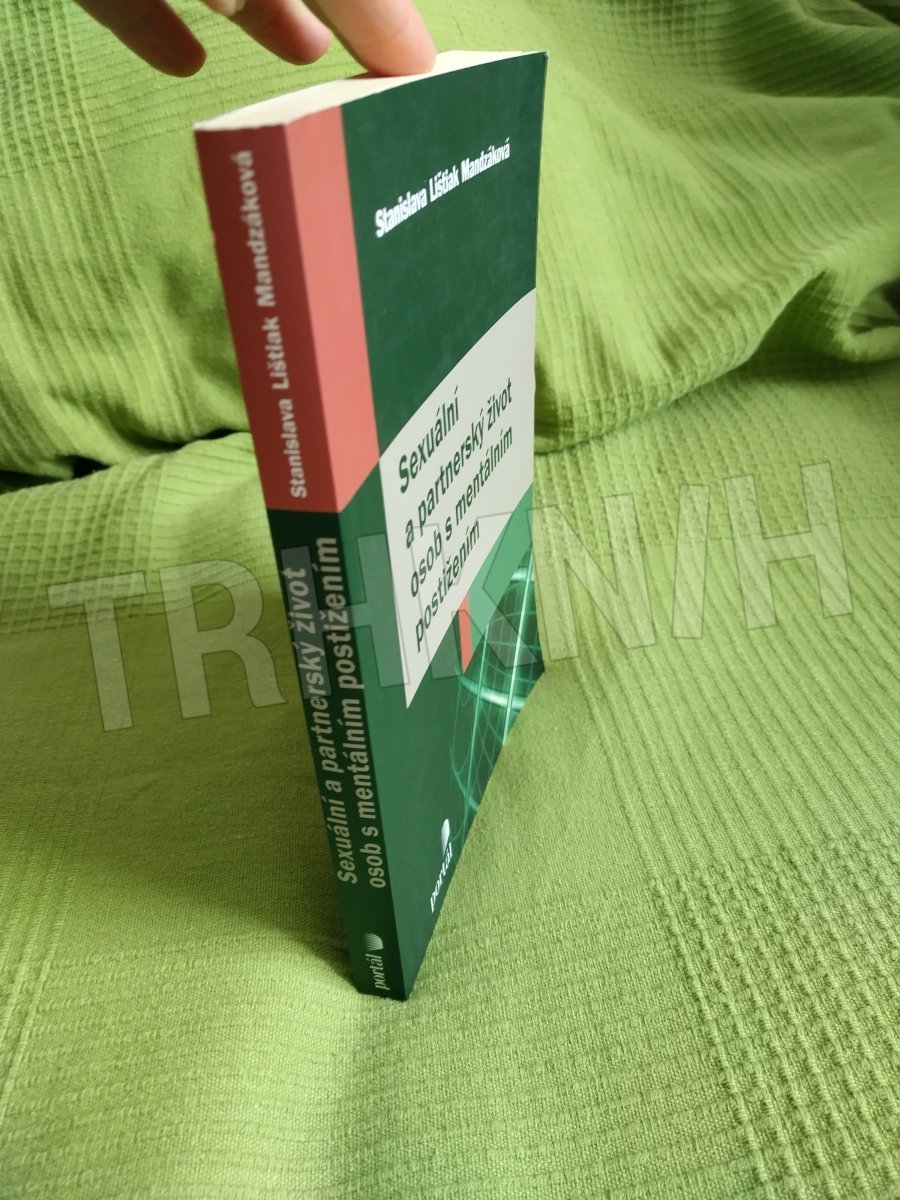 Stanislava Lištiak Mandzáková
Sexuální a partnerský život
osob s mentálním postižením
portál
Stanislava Lištiak Mandzáková
Sexuální
a partnerský život
osob s mentálním
postižením
portál
TRHKNIH